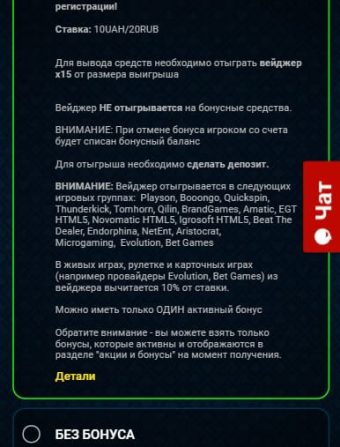 регистрации!
Ставка: 10UAH/20RUB
Для вывода средств необходимо отыграть вейджер
x15 от размера выигрыша
Вейджер НЕ отыгрывается на бонусные средства.
ВНИМАНИЕ: При отмене бонуса игроком со счета
будет списан бонусный баланс
Для отыгрыша необходимо сделать депозит.
ВНИМАНИЕ: Вейджер отыгрывается в следующих
игровых группах: Playson, Booongo, Quickspin,
Thunderkick, Tomhorn, Qilin, BrandGames, Amatic, EGT
HTML5, Novomatic HTML5, Igrosoft HTML5, Beat The
Dealer, Endorphina, NetEnt, Aristocrat,
Microgaming, Evolution, Bet Games
В живых играх, рулетке и карточных играх
(например провайдеры Evolution, Bet Games) из
вейджера вычитается 10% от ставки.
Можно иметь только ОДИН активный бонус
Обратите внимание - вы можете взять только
бонусы, которые активны и отображаются в
разделе "акции и бонусы" на момент получения.
Детали
БЕЗ БОНУСА
Чат